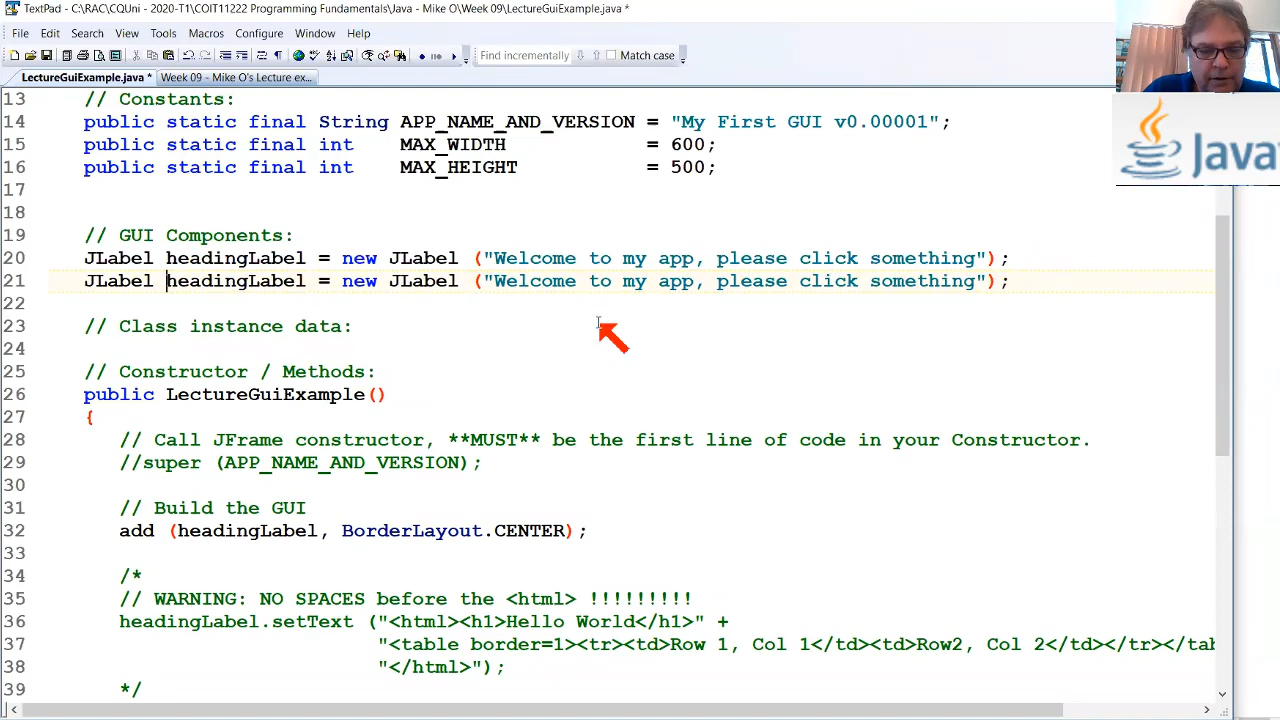 TextPad - C:\RAC\CQUni - 2020-T1\COIT11222 Programming Fundamentals\Java - Mike O\Week 09\LectureGuiExample.java *
File Edit Search View Tools Macros Configure Window Help
Find incrementally Match case
LectureGuiExample.java * Week 09 - Mike O's Lecture ex...
13 // Constants:
14 public static final String APP_NAME_AND_VERSION = "My First GUI v0.00001";
15 public static final int MAX_WIDTH = 600;
16 public static final int MAX_HEIGHT = 500;
17
18
19 // GUI Components:
20 JLabel headingLabel = new JLabel ("Welcome to my app, please click something");
21 JLabel headingLabel = new JLabel ("Welcome to my app, please click something");
22
23 // Class instance data:
24
25 // Constructor / Methods:
26 public LectureGuiExample()
27 {
28 // Call JFrame constructor, **MUST** be the first line of code in your Constructor.
29 //super (APP_NAME_AND_VERSION);
30
31 // Build the GUI
32 add (headingLabel, BorderLayout.CENTER);
33
34 /*
35 // WARNING: NO SPACES before the <html> !!!!!!!!!
36 headingLabel.setText ("<html><h1>Hello World</h1>" +
37 "<table border=1><tr><td>Row 1, Col 1</td><td>Row2, Col 2</td></tr></tab
38 "</html>");
39 */
Java